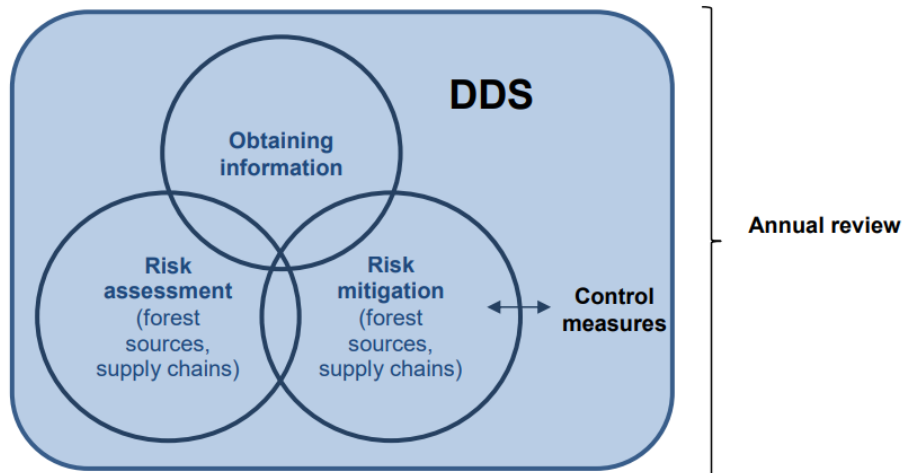 DDS
Obtaining
information
Risk
assessment
(forest
sources,
supply chains)
Risk
mitigation
(forest
sources,
supply chains)
Control
measures
Annual review